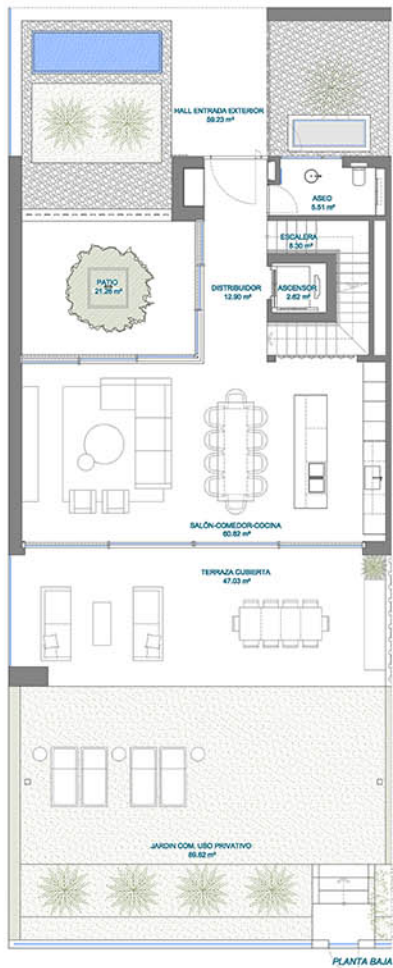 HALL ENTRADA EXTERIOR
59.23 m²
ASEO
5.51 m²
ESCALERA
8.30 m²
PATIO
21.26 m²
DISTRIBUIDOR
12.90 m²
ASCENSOR
2.62 m²
SALÓN-COMEDOR-COCINA
60.62 m²
TERRAZA CUBIERTA
47.03 m²
JARDIN COM. USO PRIVATIVO
89.62 m²
PLANTA BAJA